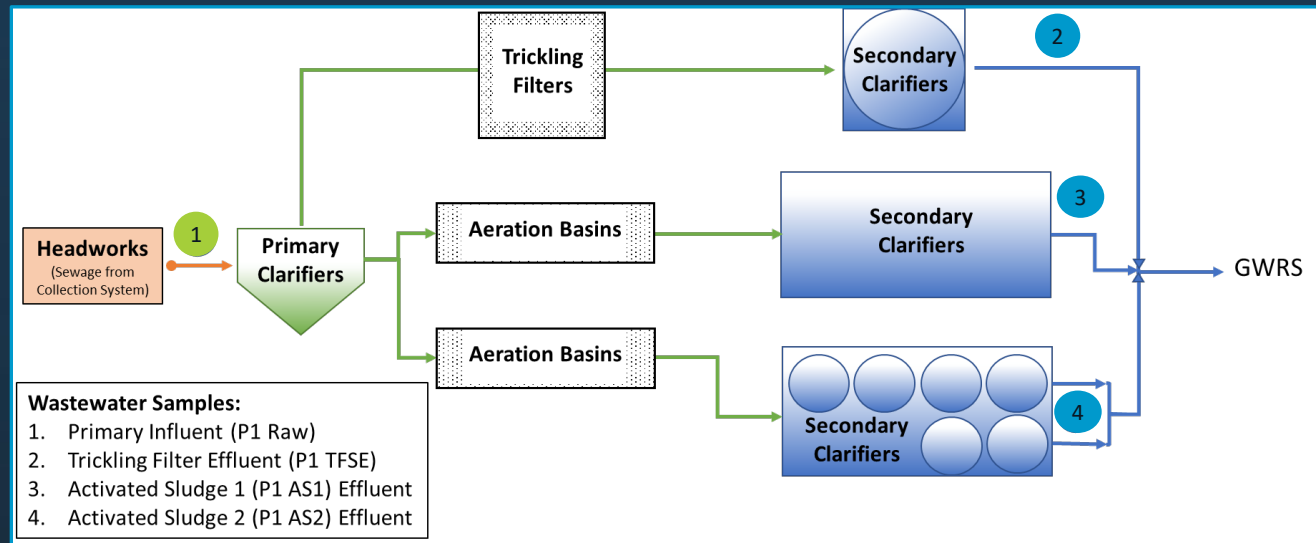 Trickling
Filters
Secondary
Clarifiers
2
Headworks
(Sewage from
Collection System)
1
Primary
Clarifiers
Aeration Basins
Secondary
Clarifiers
3
GWRS
Aeration Basins
Secondary
Clarifiers
4
Wastewater Samples:
1. Primary Influent (P1 Raw)
2. Trickling Filter Effluent (P1 TFSE)
3. Activated Sludge 1 (P1 AS1) Effluent
4. Activated Sludge 2 (P1 AS2) Effluent